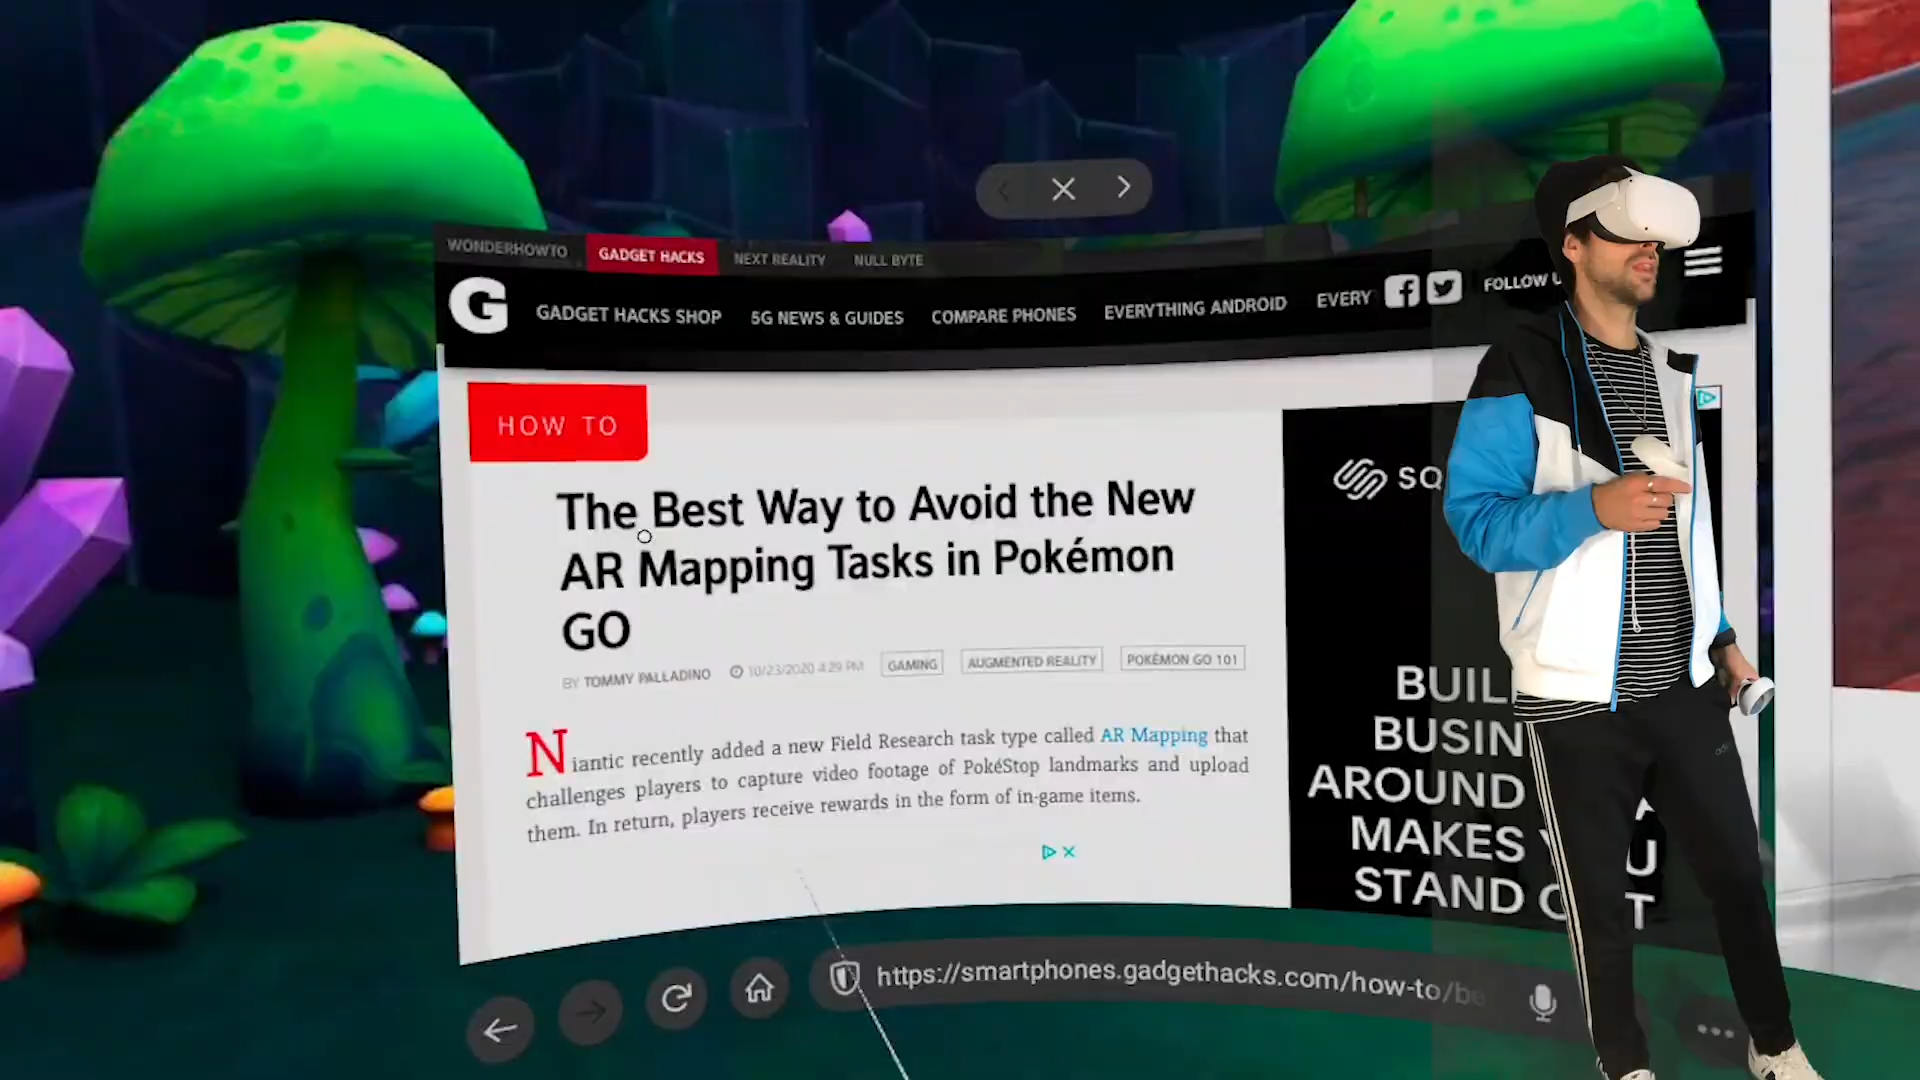 WONDERHOWTO GADGET HACKS NEXT REALITY NULL BYTE
G GADGET HACKS SHOP 5G NEWS & GUIDES COMPARE PHONES EVERYTHING ANDROID EVERY FOLLOW U
HOW TO
The Best Way to Avoid the New
AR Mapping Tasks in Pokémon
GO
BY TOMMY PALLADINO 10/23/2020 4:29 PM GAMING AUGMENTED REALITY POKÉMON GO 101
Niantic recently added a new Field Research task type called AR Mapping that
challenges players to capture video footage of PokéStop landmarks and upload
them. In return, players receive rewards in the form of in-game items.
SQ
BUIL
BUSIN
AROUND
MAKES
STAND
https://smartphones.gadgethacks.com/how-to/be